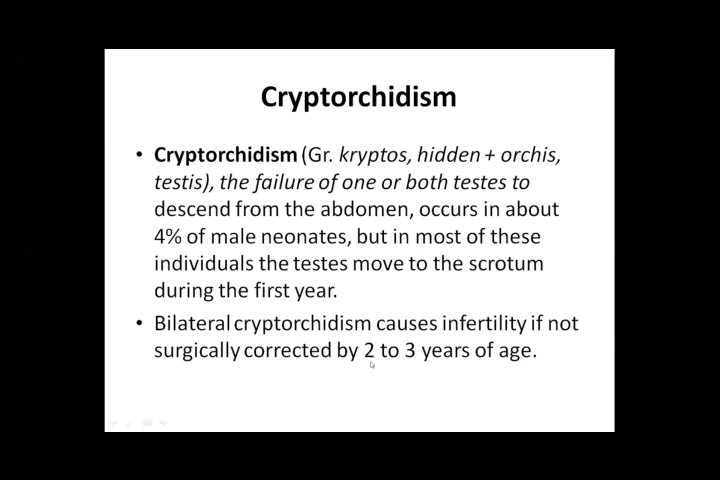 Cryptorchidism
• Cryptorchidism (Gr. kryptos, hidden + orchis,
testis), the failure of one or both testes to
descend from the abdomen, occurs in about
4% of male neonates, but in most of these
individuals the testes move to the scrotum
during the first year.
• Bilateral cryptorchidism causes infertility if not
surgically corrected by 2 to 3 years of age.